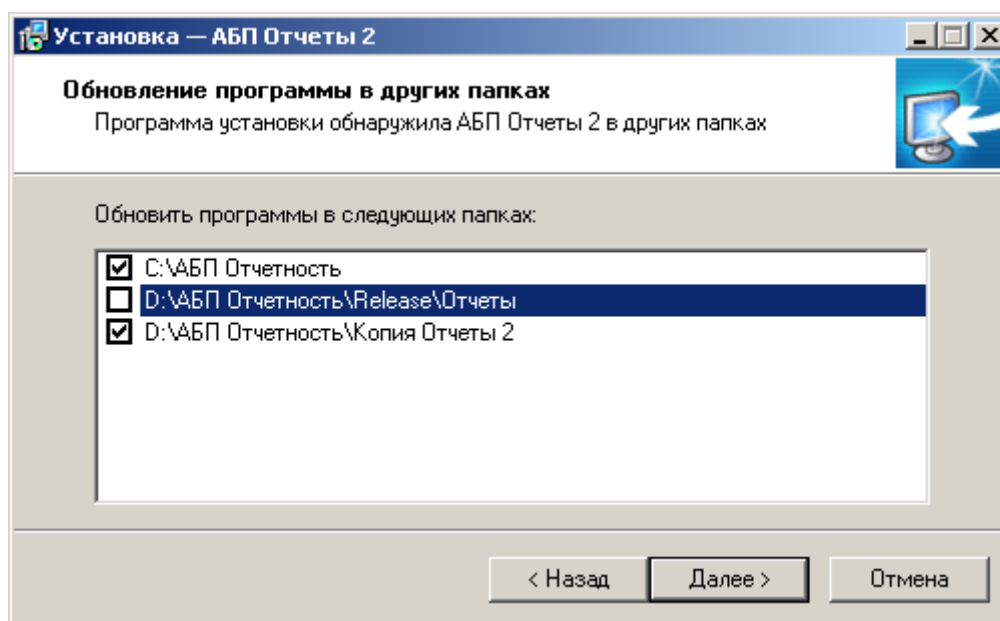 Установка — АБП Отчеты 2
Обновление программы в других папках
Программа установки обнаружила АБП Отчеты 2 в других папках
Обновить программы в следующих папках:
C:\АБП Отчетность
D:\АБП Отчетность\Release\Отчеты
D:\АБП Отчетность\Копия Отчеты 2
< Назад
Далее >
Отмена